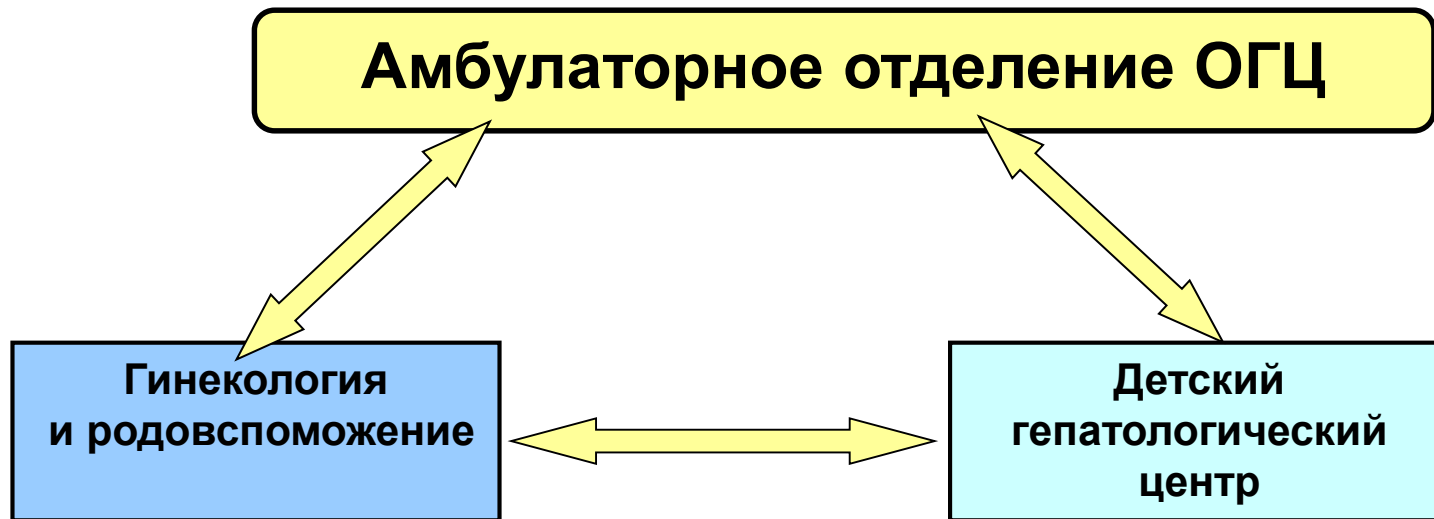 Амбулаторное отделение ОГЦ
Гинекология
и родовспоможение
Детский
гепатологический
центр